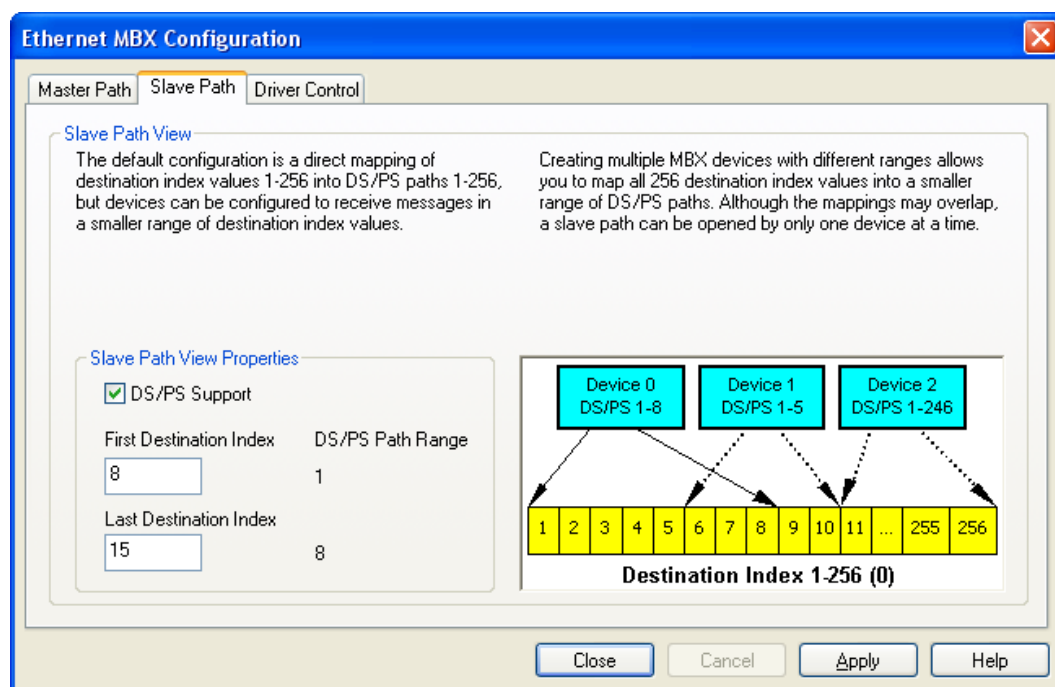 Ethernet MBX Configuration
Master Path
Slave Path
Driver Control
Slave Path View
The default configuration is a direct mapping of
destination index values 1-256 into DS/PS paths 1-256,
but devices can be configured to receive messages in
a smaller range of destination index values.
Creating multiple MBX devices with different ranges allows
you to map all 256 destination index values into a smaller
range of DS/PS paths. Although the mappings may overlap,
a slave path can be opened by only one device at a time.
Slave Path View Properties
DS/PS Support
First Destination Index
DS/PS Path Range
8
1
Last Destination Index
15
8
Device 0
DS/PS 1-8
Device 1
DS/PS 1-5
Device 2
DS/PS 1-246
1 2 3 4 5 6 7 8 9 10 11 ... 255 256
Destination Index 1-256 (0)
Close
Cancel
Apply
Help